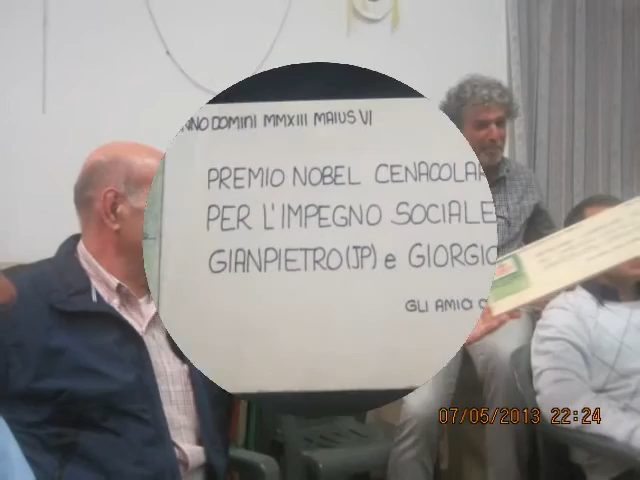 NNO DOMINI MMXIII MAIUS VI
PREMIO NOBEL CENACOLAR
PER L'IMPEGNO SOCIALE
GIANPIETRO (JP) e GIORGIO
GLI AMICI
07/05/2013 22:24